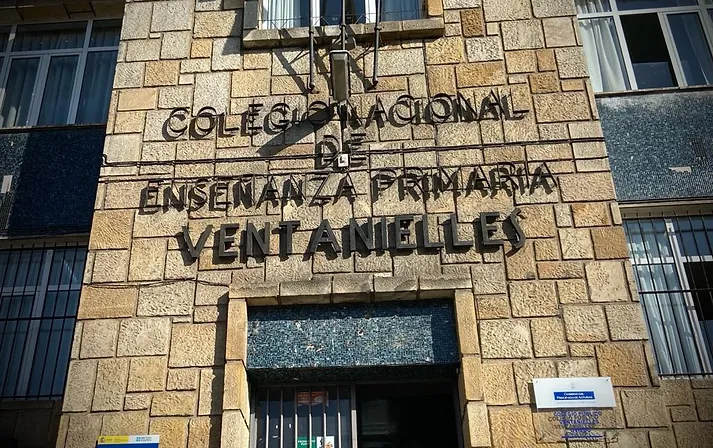 COLEGIO NACIONAL
DE
ENSEÑANZA PRIMARIA
VENTANIELLES